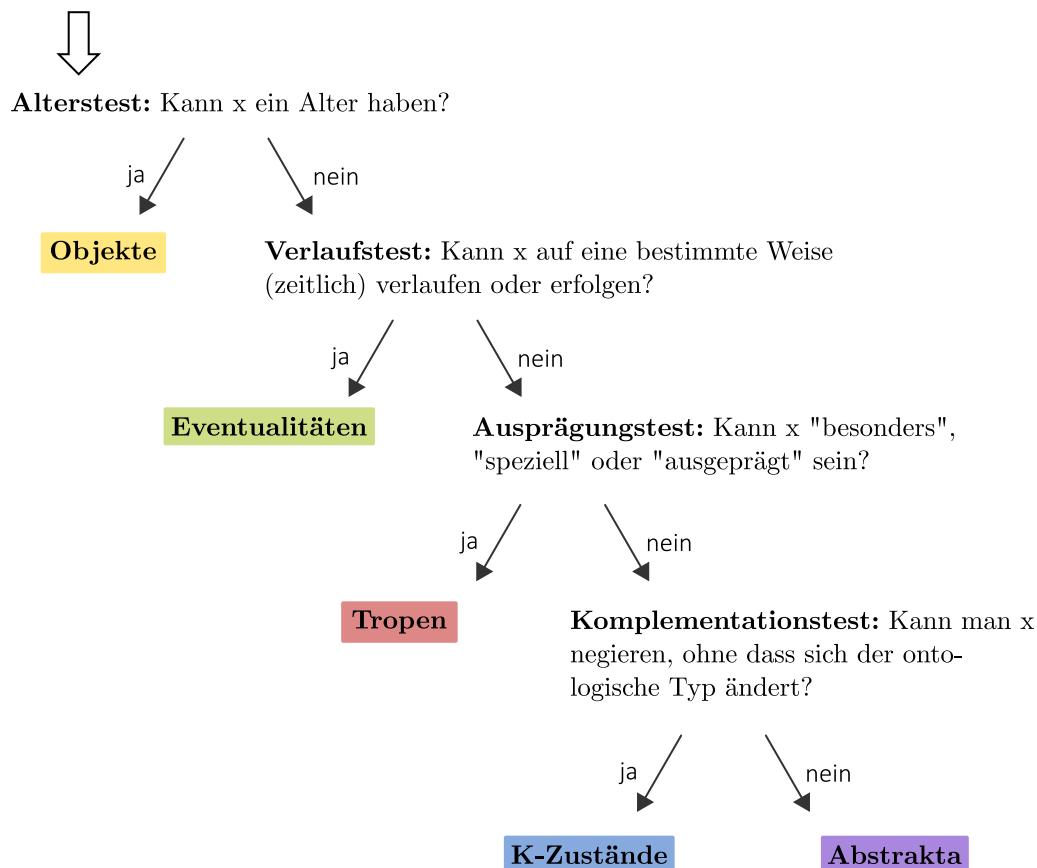 Alterstest: Kann x ein Alter haben?
ja
nein
Objekte
Verlaufstest: Kann x auf eine bestimmte Weise
(zeitlich) verlaufen oder erfolgen?
ja
nein
Eventualitäten
Ausprägungstest: Kann x "besonders",
"speziell" oder "ausgeprägt" sein?
ja
nein
Tropen
Komplementationstest: Kann man x
negieren, ohne dass sich der onto-
logische Typ ändert?
ja
nein
K-Zustände
Abstrakta